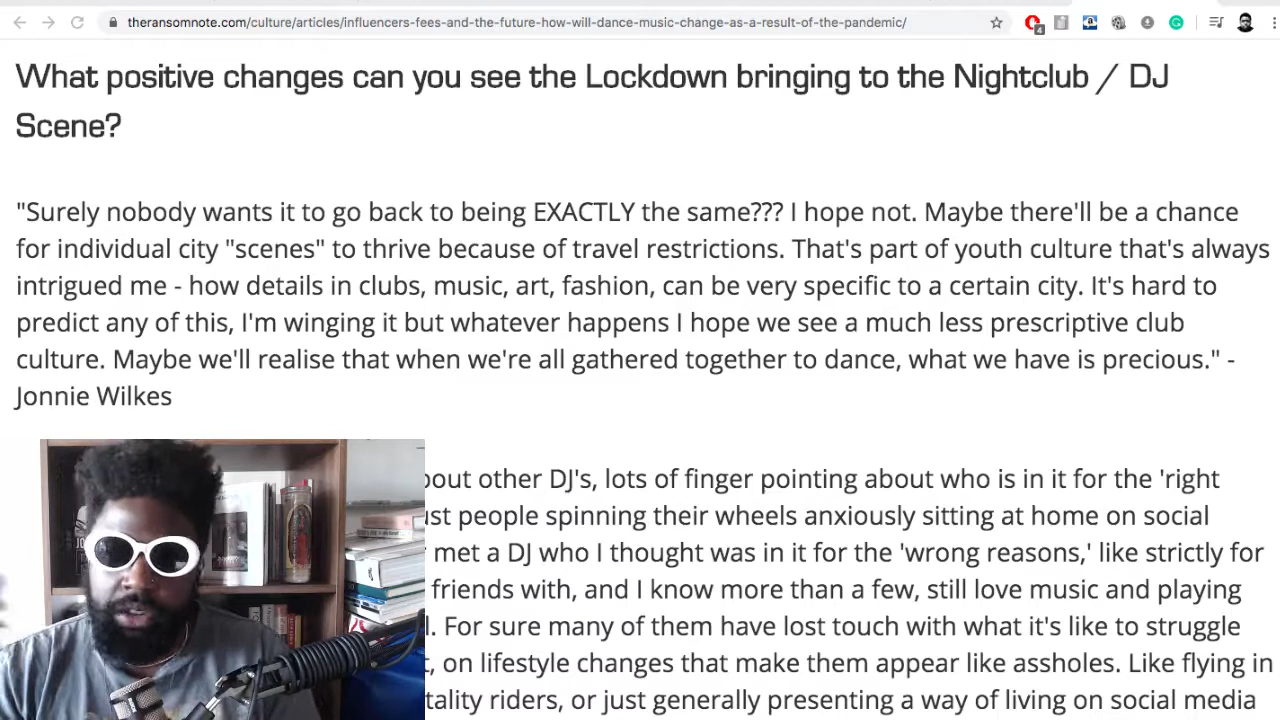 theransomnote.com/culture/articles/influencers-fees-and-the-future-how-will-dance-music-change-as-a-result-of-the-pandemic/
4
What positive changes can you see the Lockdown bringing to the Nightclub / DJ
Scene?
"Surely nobody wants it to go back to being EXACTLY the same??? I hope not. Maybe there'll be a chance
for individual city "scenes" to thrive because of travel restrictions. That's part of youth culture that's always
intrigued me - how details in clubs, music, art, fashion, can be very specific to a certain city. It's hard to
predict any of this, I'm winging it but whatever happens I hope we see a much less prescriptive club
culture. Maybe we'll realise that when we're all gathered together to dance, what we have is precious." -
Jonnie Wilkes
other DJ's, lots of finger pointing about who is in it for the 'right
people spinning their wheels anxiously sitting at home on social
met a DJ who I thought was in it for the 'wrong reasons,' like strictly for
friends with, and I know more than a few, still love music and playing
For sure many of them have lost touch with what it's like to struggle
on lifestyle changes that make them appear like assholes. Like flying in
riders, or just generally presenting a way of living on social media